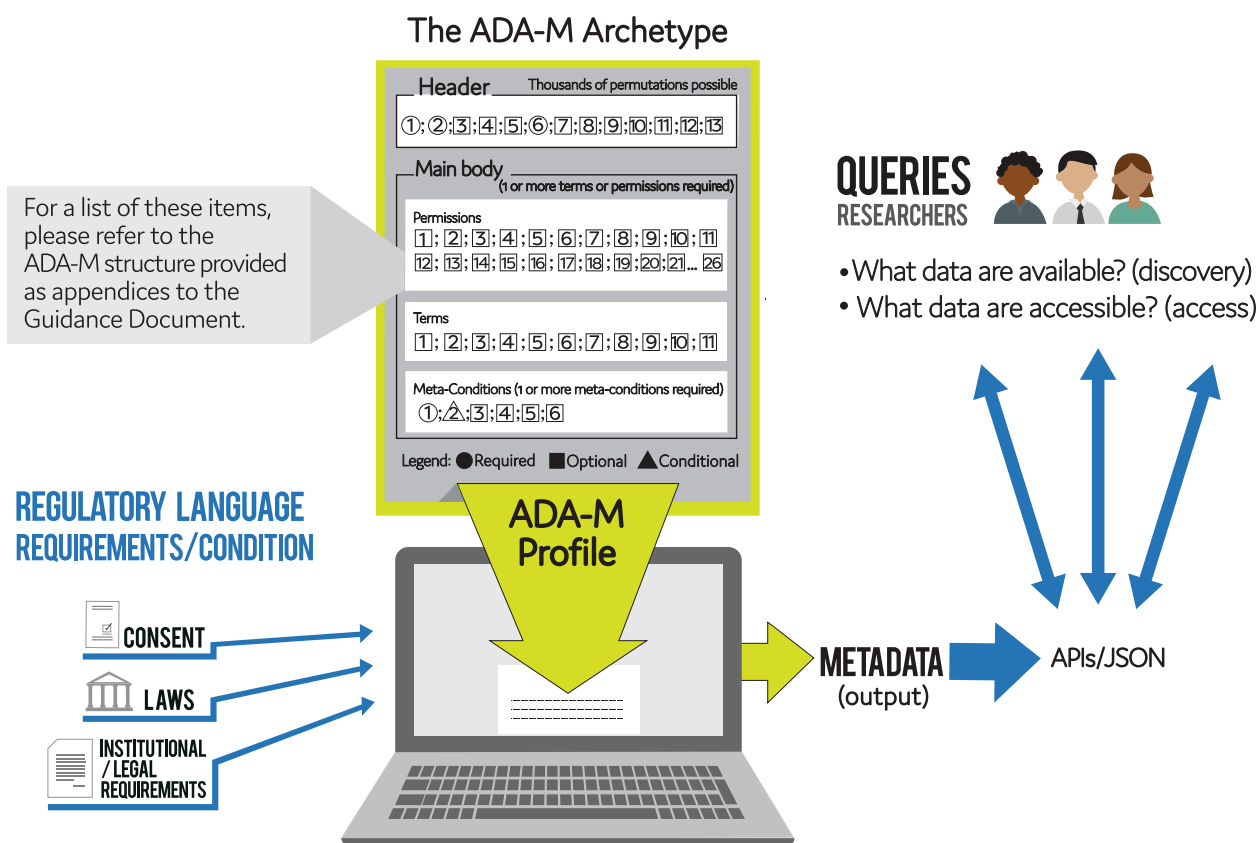 The ADA-M Archetype
Header
Thousands of permutations possible
1; 2; 3; 4; 5; 6; 7; 8; 9; 10; 11; 12; 13
Main body
(1 or more terms or permissions required)
Permissions
1; 2; 3; 4; 5; 6; 7; 8; 9; 10; 11
12; 13; 14; 15; 16; 17; 18; 19; 20; 21... 26
Terms
1; 2; 3; 4; 5; 6; 7; 8; 9; 10; 11
Meta-Conditions (1 or more meta-conditions required)
1; 2; 3; 4; 5; 6
Legend: Required Optional Conditional
For a list of these items,
please refer to the
ADA-M structure provided
as appendices to the
Guidance Document.
QUERIES
RESEARCHERS
• What data are available? (discovery)
• What data are accessible? (access)
REGULATORY LANGUAGE
REQUIREMENTS/CONDITION
CONSENT
LAWS
INSTITUTIONAL
/ LEGAL
REQUIREMENTS
ADA-M
Profile
METADATA
(output)
APIs/JSON